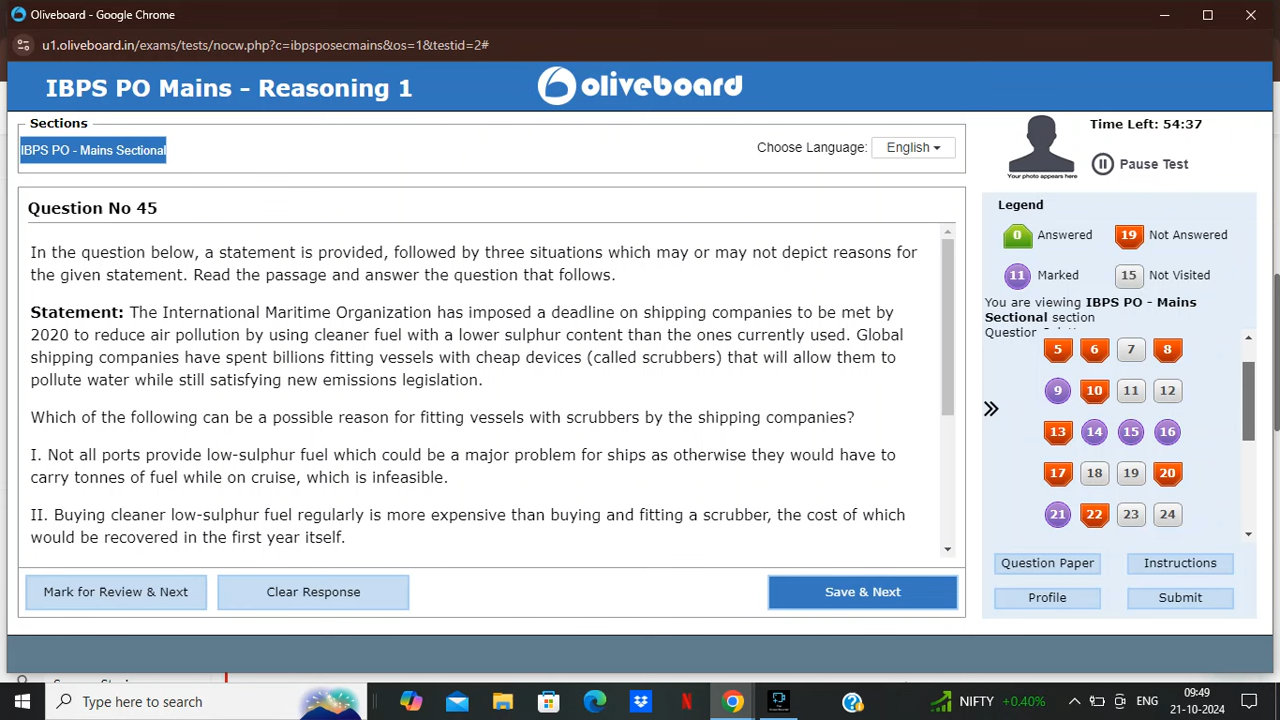 Oliveboard - Google Chrome
u1.oliveboard.in/exams/tests/nocw.php?c=ibpsposecmains&os=1&testid=2#
IBPS PO Mains - Reasoning 1
oliveboard
Sections
IBPS PO - Mains Sectional
Choose Language: English
Your photo appears here
Time Left: 54:37
Pause Test
Question No 45
In the question below, a statement is provided, followed by three situations which may or may not depict reasons for
the given statement. Read the passage and answer the question that follows.
Statement: The International Maritime Organization has imposed a deadline on shipping companies to be met by
2020 to reduce air pollution by using cleaner fuel with a lower sulphur content than the ones currently used. Global
shipping companies have spent billions fitting vessels with cheap devices (called scrubbers) that will allow them to
pollute water while still satisfying new emissions legislation.
Which of the following can be a possible reason for fitting vessels with scrubbers by the shipping companies?
I. Not all ports provide low-sulphur fuel which could be a major problem for ships as otherwise they would have to
carry tonnes of fuel while on cruise, which is infeasible.
II. Buying cleaner low-sulphur fuel regularly is more expensive than buying and fitting a scrubber, the cost of which
would be recovered in the first year itself.
Mark for Review & Next
Clear Response
Save & Next
Legend
0 Answered 19 Not Answered
11 Marked 15 Not Visited
You are viewing IBPS PO - Mains
Sectional section
5 6 7 8
9 10 11 12
13 14 15 16
17 18 19 20
21 22 23 24
Question Paper Instructions
Profile Submit
Type here to search
NIFTY +0.40%
ENG
09:49
21-10-2024